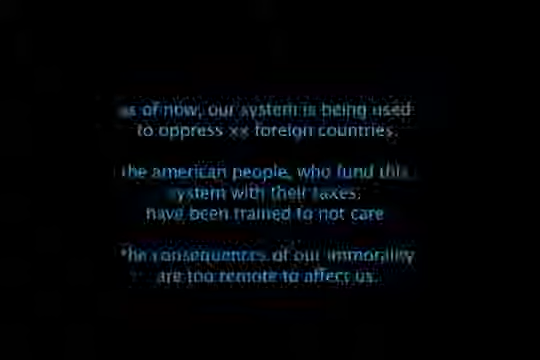 as of now, our system is being used
to oppress xx foreign countries.
the american people, who fund this
system with their taxes,
have been trained to not care
the consequences of our immorality
are too remote to affect us.